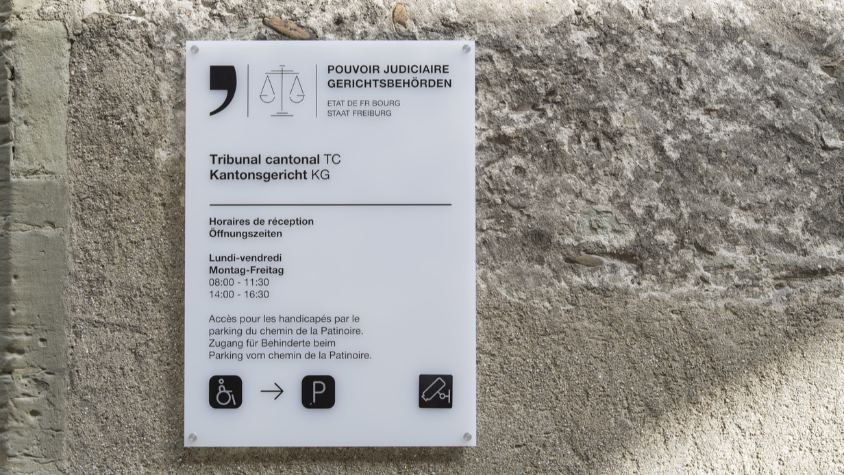 POUVOIR JUDICIAIRE
GERICHTSBEHÖRDEN
ETAT DE FR BOURG
STAAT FREIBURG
Tribunal cantonal TC
Kantonsgericht KG
Horaires de réception
Öffnungszeiten
Lundi-vendredi
Montag-Freitag
08:00 - 11:30
14:00 - 16:30
Accès pour les handicapés par le
parking du chemin de la Patinoire.
Zugang für Behinderte beim
Parking vom chemin de la Patinoire.
P